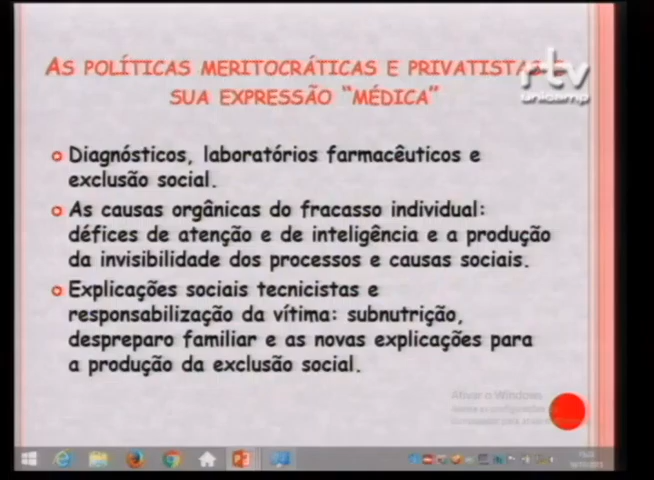 AS POLÍTICAS MERITOCRÁTICAS E PRIVATISTAS E
SUA EXPRESSÃO "MÉDICA"
rtv
unicamp
Diagnósticos, laboratórios farmacêuticos e
exclusão social.
As causas orgânicas do fracasso individual:
défices de atenção e de inteligência e a produção
da invisibilidade dos processos e causas sociais.
Explicações sociais tecnicistas e
responsabilização da vítima: subnutrição,
despreparo familiar e as novas explicações para
a produção da exclusão social.
Ativar o Windows